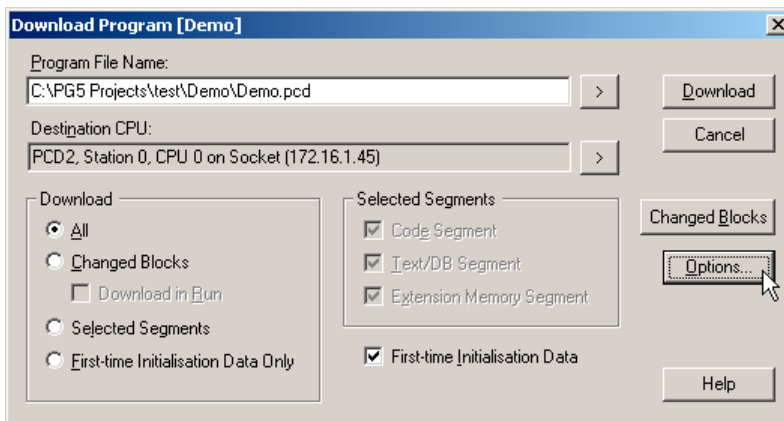 Download Program [Demo]
Program File Name:
C:\PG5 Projects\test\Demo\Demo.pcd
>
Download
Destination CPU:
Cancel
PCD2, Station 0, CPU 0 on Socket (172.16.1.45)
>
Download
All
Changed Blocks
Download in Run
Selected Segments
First-time Initialisation Data Only
Selected Segments
Code Segment
Text/DB Segment
Extension Memory Segment
First-time Initialisation Data
Changed Blocks
Options...
Help